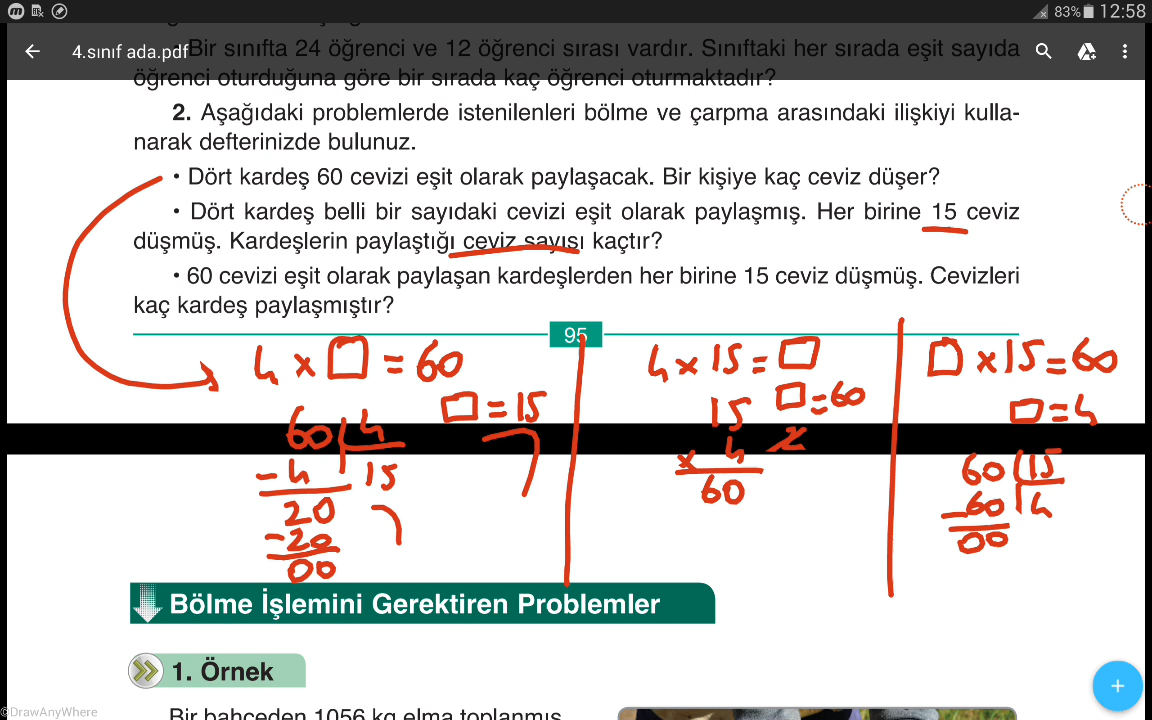 83% 12:58
4.sınıf ada.pdf
• Bir sınıfta 24 öğrenci ve 12 öğrenci sırası vardır. Sınıftaki her sırada eşit sayıda
öğrenci oturduğuna göre bir sırada kaç öğrenci oturmaktadır?
2. Aşağıdaki problemlerde istenilenleri bölme ve çarpma arasındaki ilişkiyi kulla-
narak defterinizde bulunuz.
• Dört kardeş 60 cevizi eşit olarak paylaşacak. Bir kişiye kaç ceviz düşer?
• Dört kardeş belli bir sayıdaki cevizi eşit olarak paylaşmış. Her birine 15 ceviz
düşmüş. Kardeşlerin paylaştığı ceviz sayısı kaçtır?
• 60 cevizi eşit olarak paylaşan kardeşlerden her birine 15 ceviz düşmüş. Cevizleri
kaç kardeş paylaşmıştır?
95
4 x □ = 60
□ = 15
60 4
- 4 15
20
- 20
00
4 x 15 = □
□ = 60
15
x 4
60
□ x 15 = 60
□ = 4
60 15
- 60 4
00
Bölme İşlemini Gerektiren Problemler
1. Örnek
Bir bahçeden 1056 kg elma toplanmış
©DrawAnyWhere